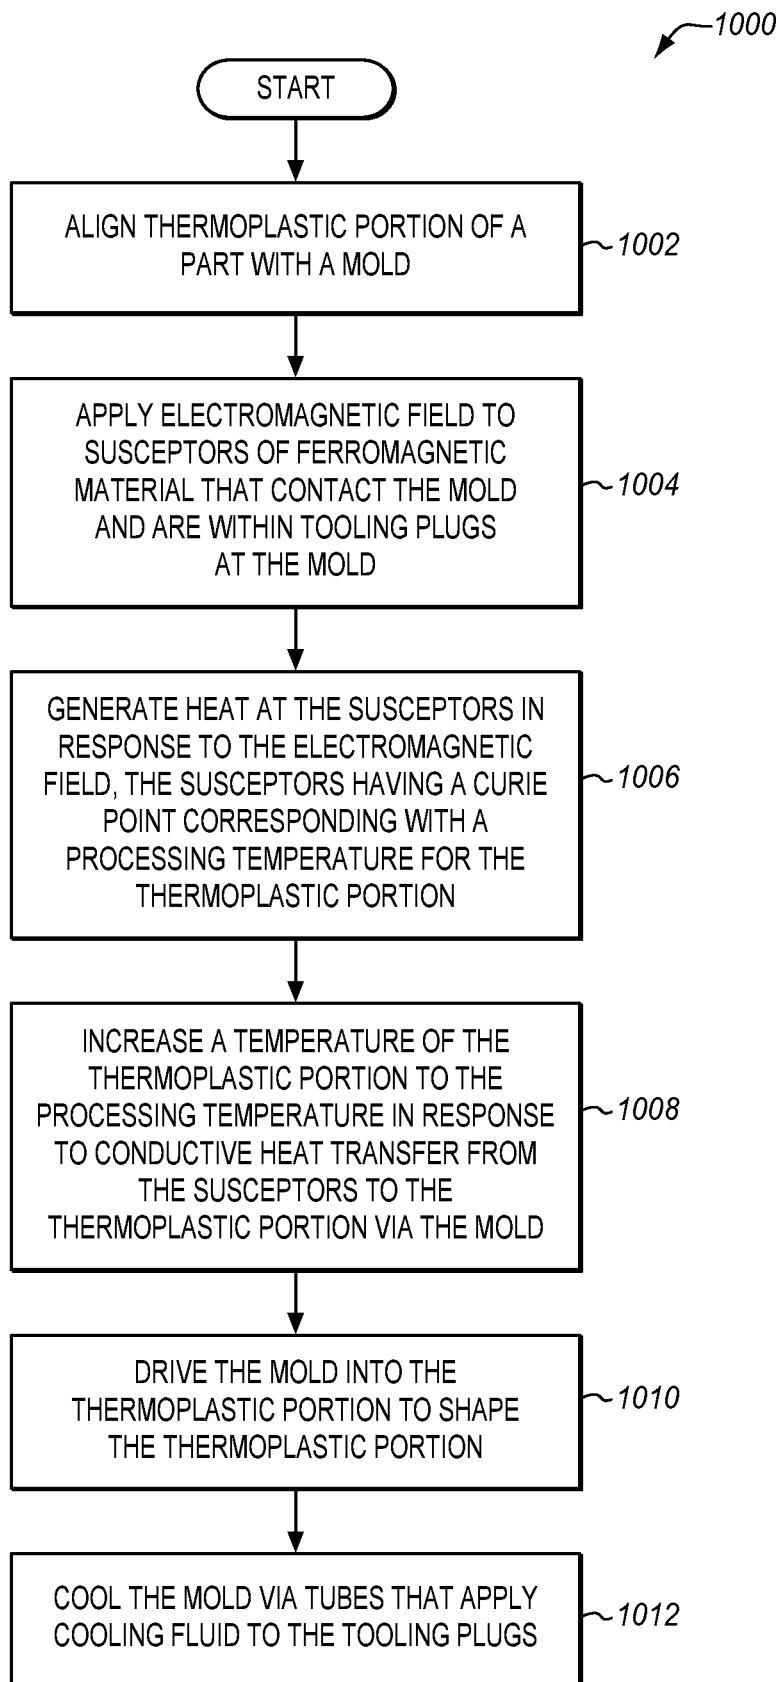 1000
START
ALIGN THERMOPLASTIC PORTION OF A
PART WITH A MOLD
1002
APPLY ELECTROMAGNETIC FIELD TO
SUSCEPTORS OF FERROMAGNETIC
MATERIAL THAT CONTACT THE MOLD
AND ARE WITHIN TOOLING PLUGS
AT THE MOLD
1004
GENERATE HEAT AT THE SUSCEPTORS IN
RESPONSE TO THE ELECTROMAGNETIC
FIELD, THE SUSCEPTORS HAVING A CURIE
POINT CORRESPONDING WITH A
PROCESSING TEMPERATURE FOR THE
THERMOPLASTIC PORTION
1006
INCREASE A TEMPERATURE OF THE
THERMOPLASTIC PORTION TO THE
PROCESSING TEMPERATURE IN RESPONSE
TO CONDUCTIVE HEAT TRANSFER FROM
THE SUSCEPTORS TO THE
THERMOPLASTIC PORTION VIA THE MOLD
1008
DRIVE THE MOLD INTO THE
THERMOPLASTIC PORTION TO SHAPE
THE THERMOPLASTIC PORTION
1010
COOL THE MOLD VIA TUBES THAT APPLY
COOLING FLUID TO THE TOOLING PLUGS
1012